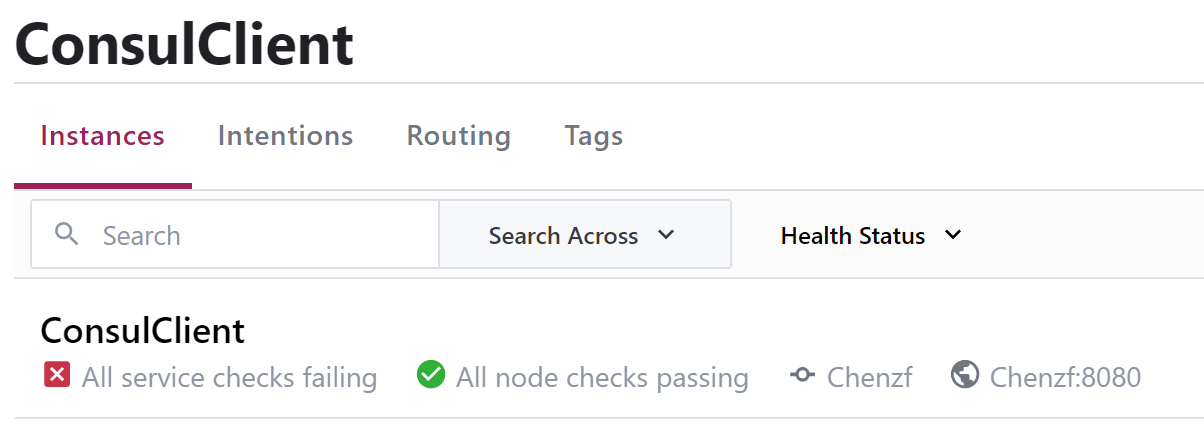 ConsulClient
Instances Intentions Routing Tags
Search Search Across Health Status
ConsulClient
All service checks failing All node checks passing Chenzf Chenzf:8080